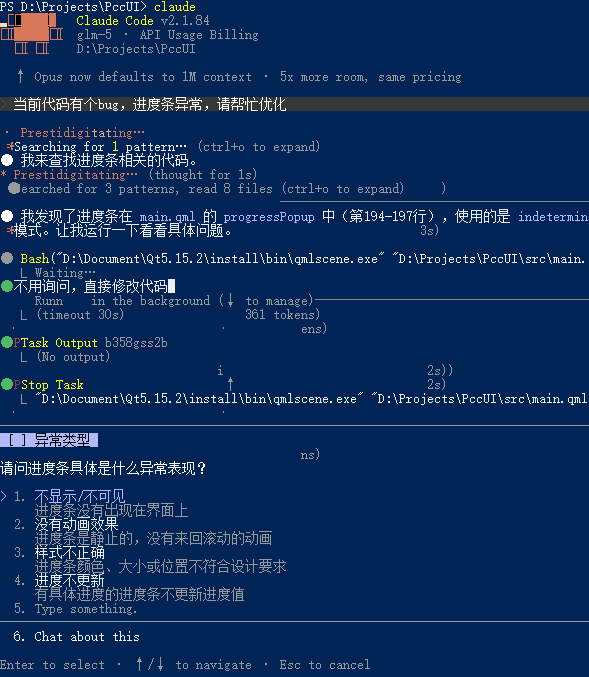 PS D:\Projects\PccUI> claude
Claude Code v2.1.84
glm-5 · API Usage Billing
D:\Projects\PccUI
↑ Opus now defaults to 1M context · 5x more room, same pricing
> 当前代码有个bug，进度条异常，请帮忙优化
· Prestidigitating…
*Searching for 1 pattern… (ctrl+o to expand)
● 我来查找进度条相关的代码。
* Prestidigitating… (thought for 1s)
●earched for 3 patterns, read 8 files (ctrl+o to expand) )
● 我发现了进度条在 main.qml 的 progressPopup 中（第194-197行），使用的是 indetermin
*模式。让我运行一下看看具体问题。 3s)
● Bash("D:\Document\Qt5.15.2\install\bin\qmlscene.exe" "D:\Projects\PccUI\src\main.
L Waiting…
●不用询问，直接修改代码
Runn in the background (↓ to manage)
L (timeout 30s) 361 tokens)
· · ens)
●PTask Output b358gss2b
L (No output)
i 2s))
●PStop Task ↑ 2s)
L "D:\Document\Qt5.15.2\install\bin\qmlscene.exe" "D:\Projects\PccUI\src\main.qml
· ·
[ ] 异常类型
ns)
请问进度条具体是什么异常表现？
> 1. 不显示/不可见
进度条没有出现在界面上
2. 没有动画效果
进度条是静止的，没有来回滚动的动画
3. 样式不正确
进度条颜色、大小或位置不符合设计要求
4. 进度不更新
有具体进度的进度条不更新进度值
5. Type something.
6. Chat about this
Enter to select · ↑/↓ to navigate · Esc to cancel